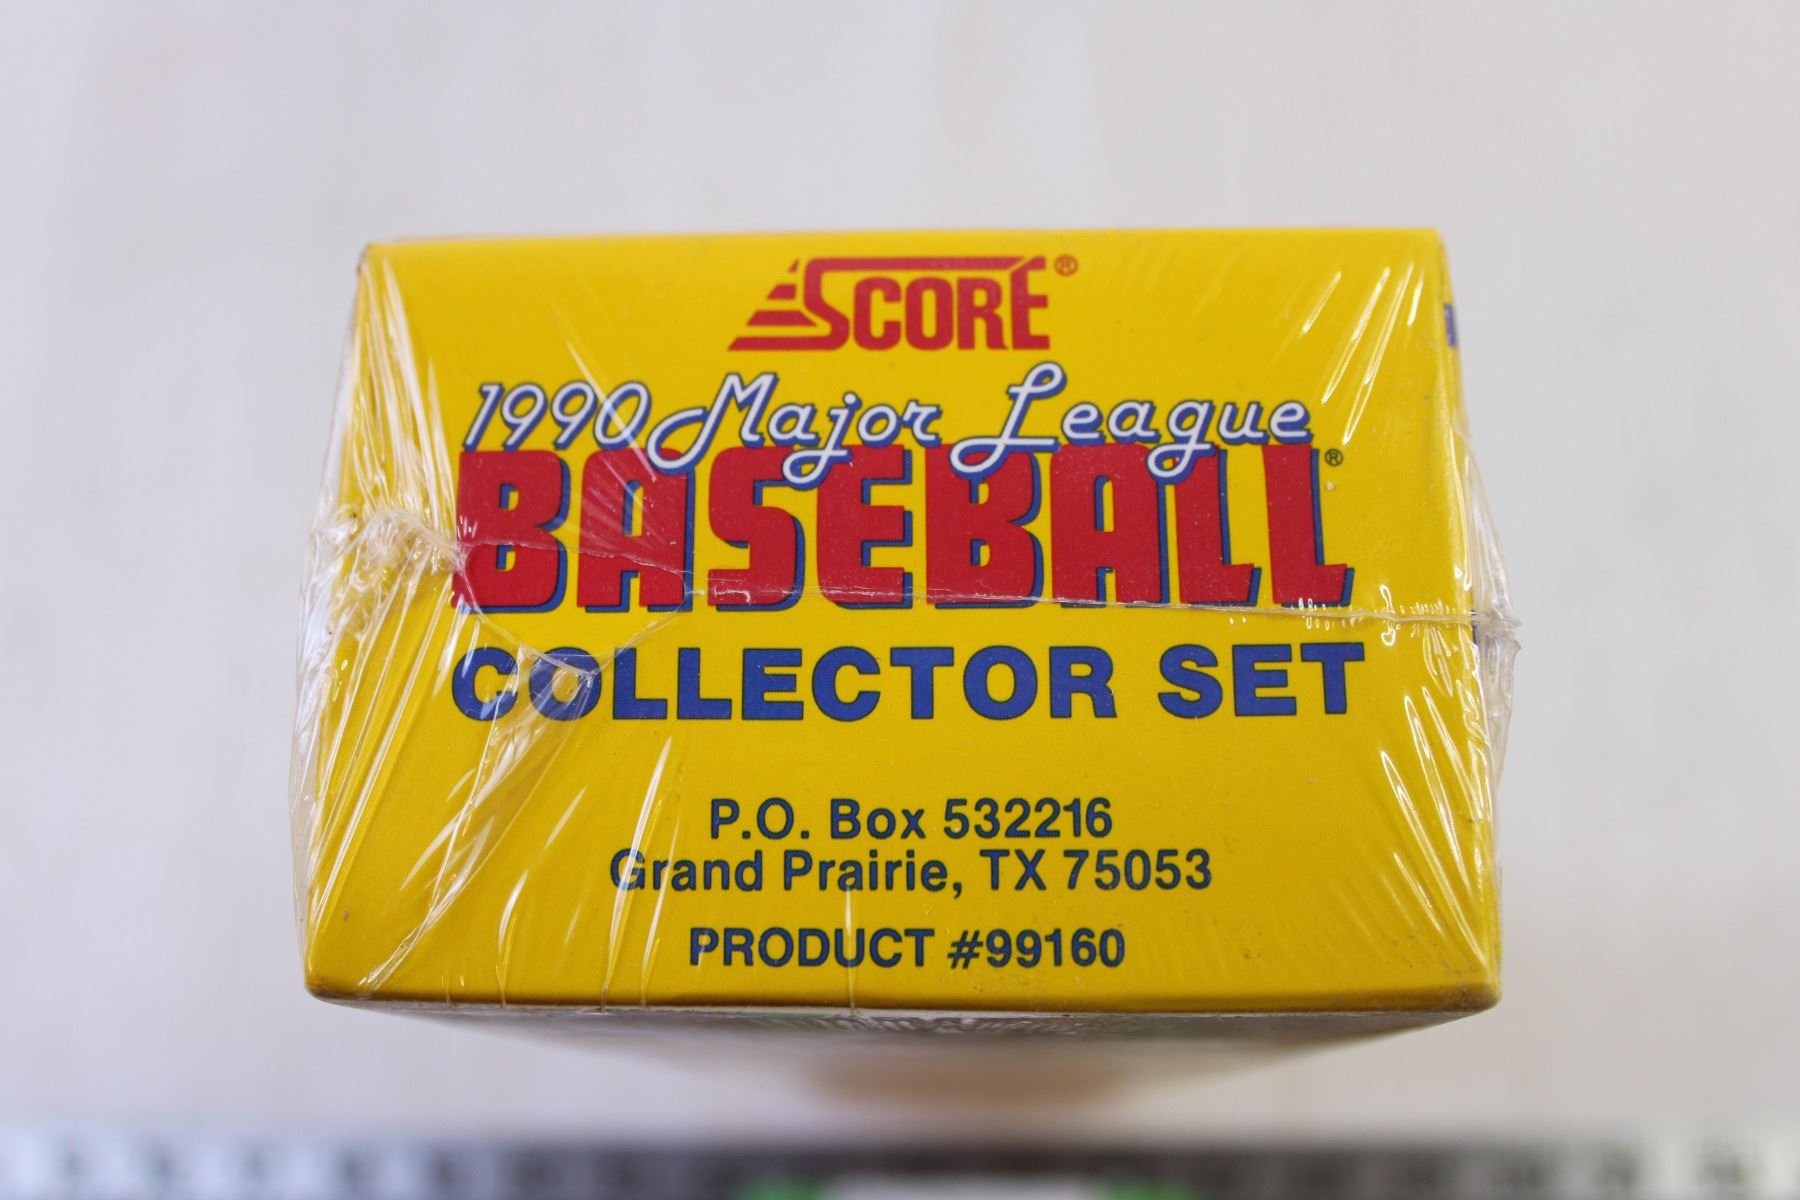 SCORE®
1990 Major League
BASEBALL®
COLLECTOR SET
P.O. Box 532216
Grand Prairie, TX 75053
PRODUCT #99160